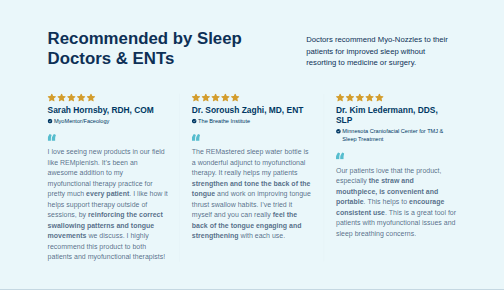 Recommended by Sleep
Doctors & ENTs
Doctors recommend Myo-Nozzles to their
patients for improved sleep without
resorting to medicine or surgery.
Sarah Hornsby, RDH, COM
MyoMentor/Faceology
I love seeing new products in our field
like REMplenish. It's been an
awesome addition to my
myofunctional therapy practice for
pretty much every patient. I like how it
helps support therapy outside of
sessions, by reinforcing the correct
swallowing patterns and tongue
movements we discuss. I highly
recommend this product to both
patients and myofunctional therapists!
Dr. Soroush Zaghi, MD, ENT
The Breathe Institute
The REMastered sleep water bottle is
a wonderful adjunct to myofunctional
therapy. It really helps my patients
strengthen and tone the back of the
tongue and work on improving tongue
thrust swallow habits. I've tried it
myself and you can really feel the
back of the tongue engaging and
strengthening with each use.
Dr. Kim Ledermann, DDS,
SLP
Minnesota Craniofacial Center for TMJ &
Sleep Treatment
Our patients love that the product,
especially the straw and
mouthpiece, is convenient and
portable. This helps to encourage
consistent use. This is a great tool for
patients with myofunctional issues and
sleep breathing concerns.